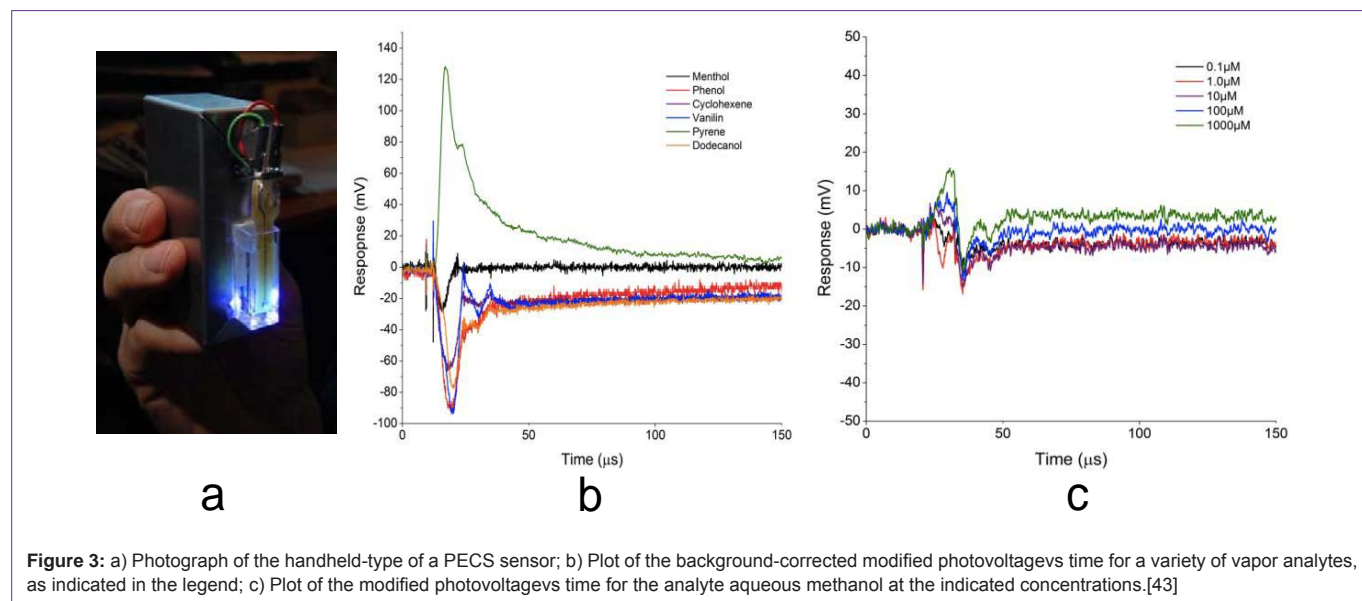 140
120
100
80
60
40
20
0
-20
-40
-60
-80
-100
Response (mV)
Menthol
Phenol
Cyclohexene
Vanilin
Pyrene
Dodecanol
0
50
100
150
Time (μs)
50
40
30
20
10
0
-10
-20
-30
-40
-50
Response (mV)
0.1μM
1.0μM
10μM
100μM
1000μM
0
50
100
150
Time (μs)
a
b
c
Figure 3: a) Photograph of the handheld-type of a PECS sensor; b) Plot of the background-corrected modified photovoltagevs time for a variety of vapor analytes,
as indicated in the legend; c) Plot of the modified photovoltagevs time for the analyte aqueous methanol at the indicated concentrations.[43]